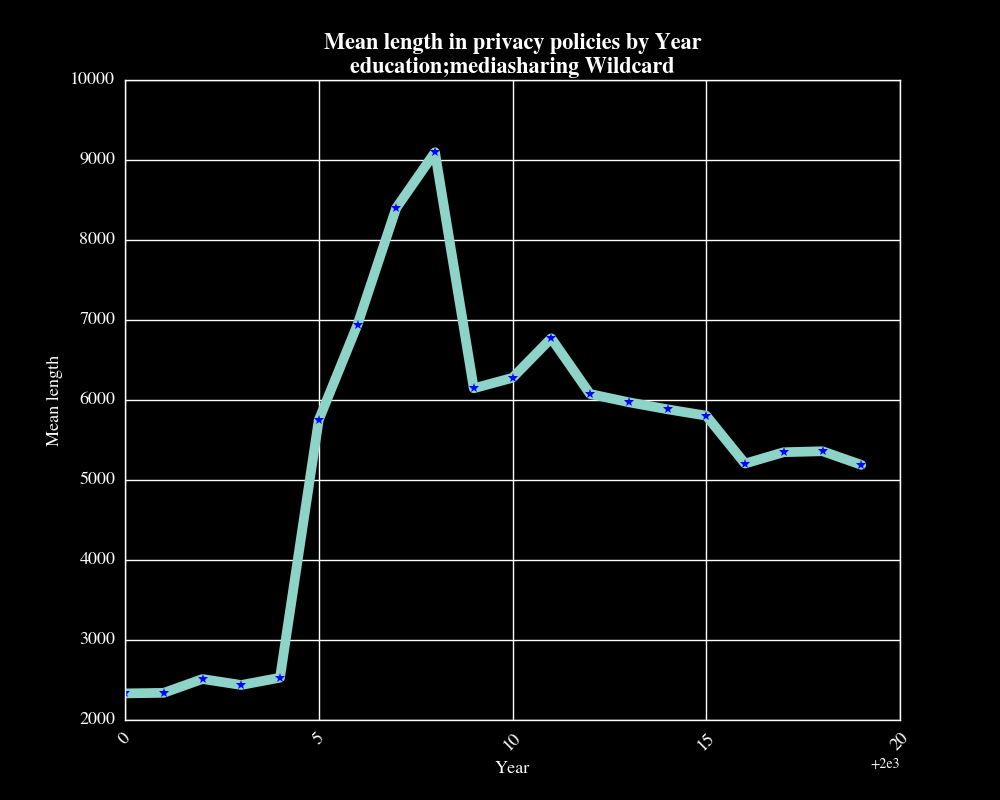 Mean length in privacy policies by Year
education;mediasharing Wildcard
10000
9000
8000
7000
6000
5000
4000
3000
2000
Mean length
0
5
10
15
20
Year
+2e3